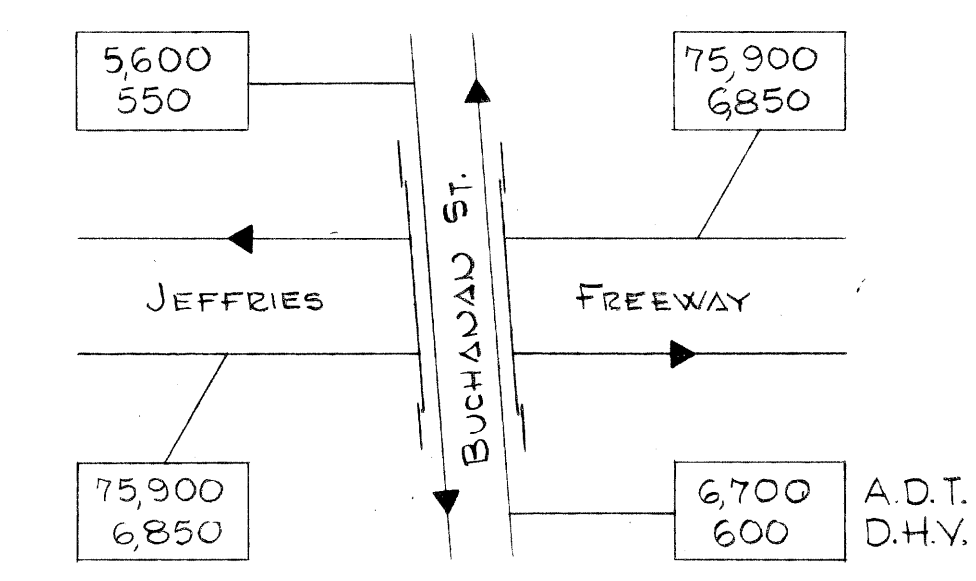 5,600
550
75,900
6,850
BUCHANAN ST.
JEFFRIES
FREEWAY
75,900
6,850
6,700 A.D.T.
600 D.H.V.